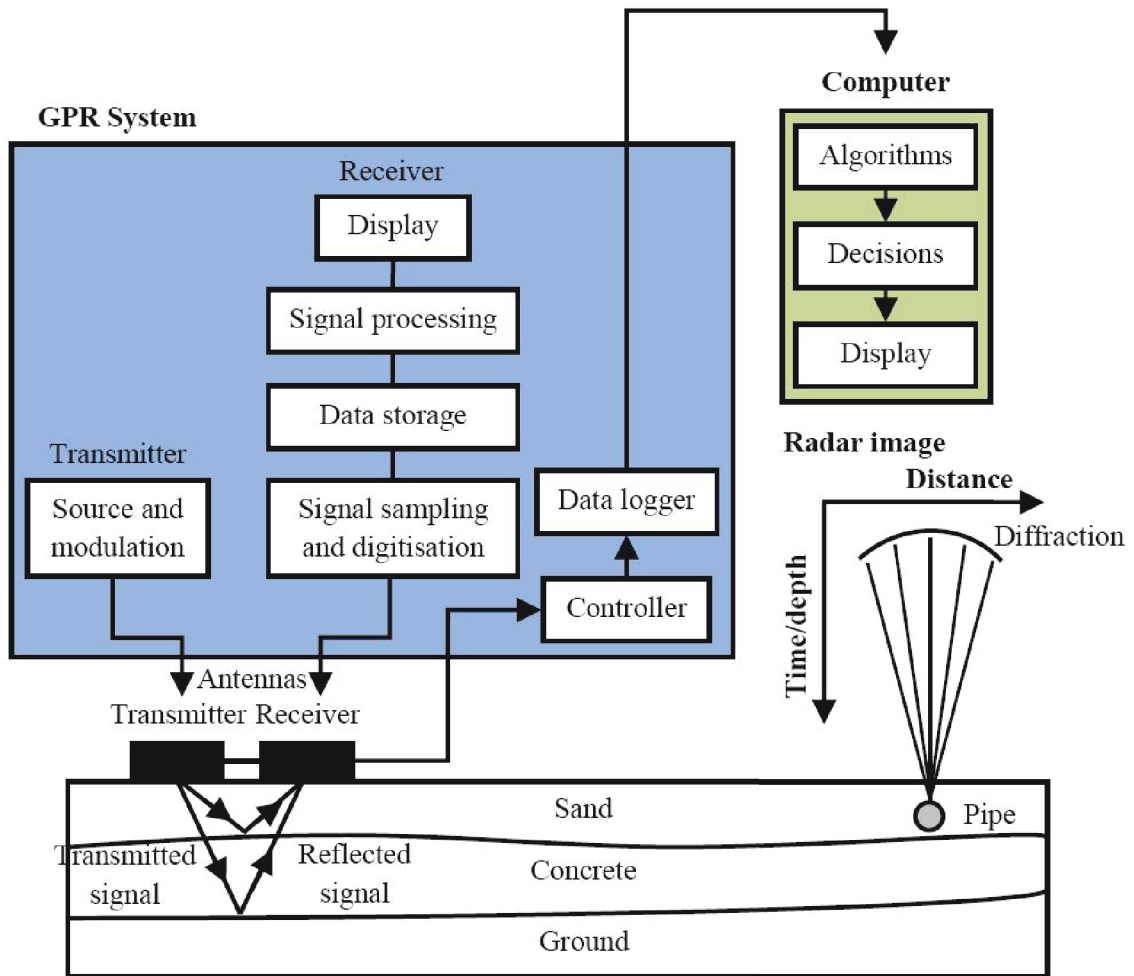 Computer
GPR System
Algorithms
Receiver
Display
Decisions
Signal processing
Display
Data storage
Radar image
Transmitter
Distance
Source and
modulation
Signal sampling
and digitisation
Data logger
Diffraction
Controller
Time/depth
Antennas
Transmitter Receiver
Sand
Pipe
Transmitted
signal
Reflected
signal
Concrete
Ground